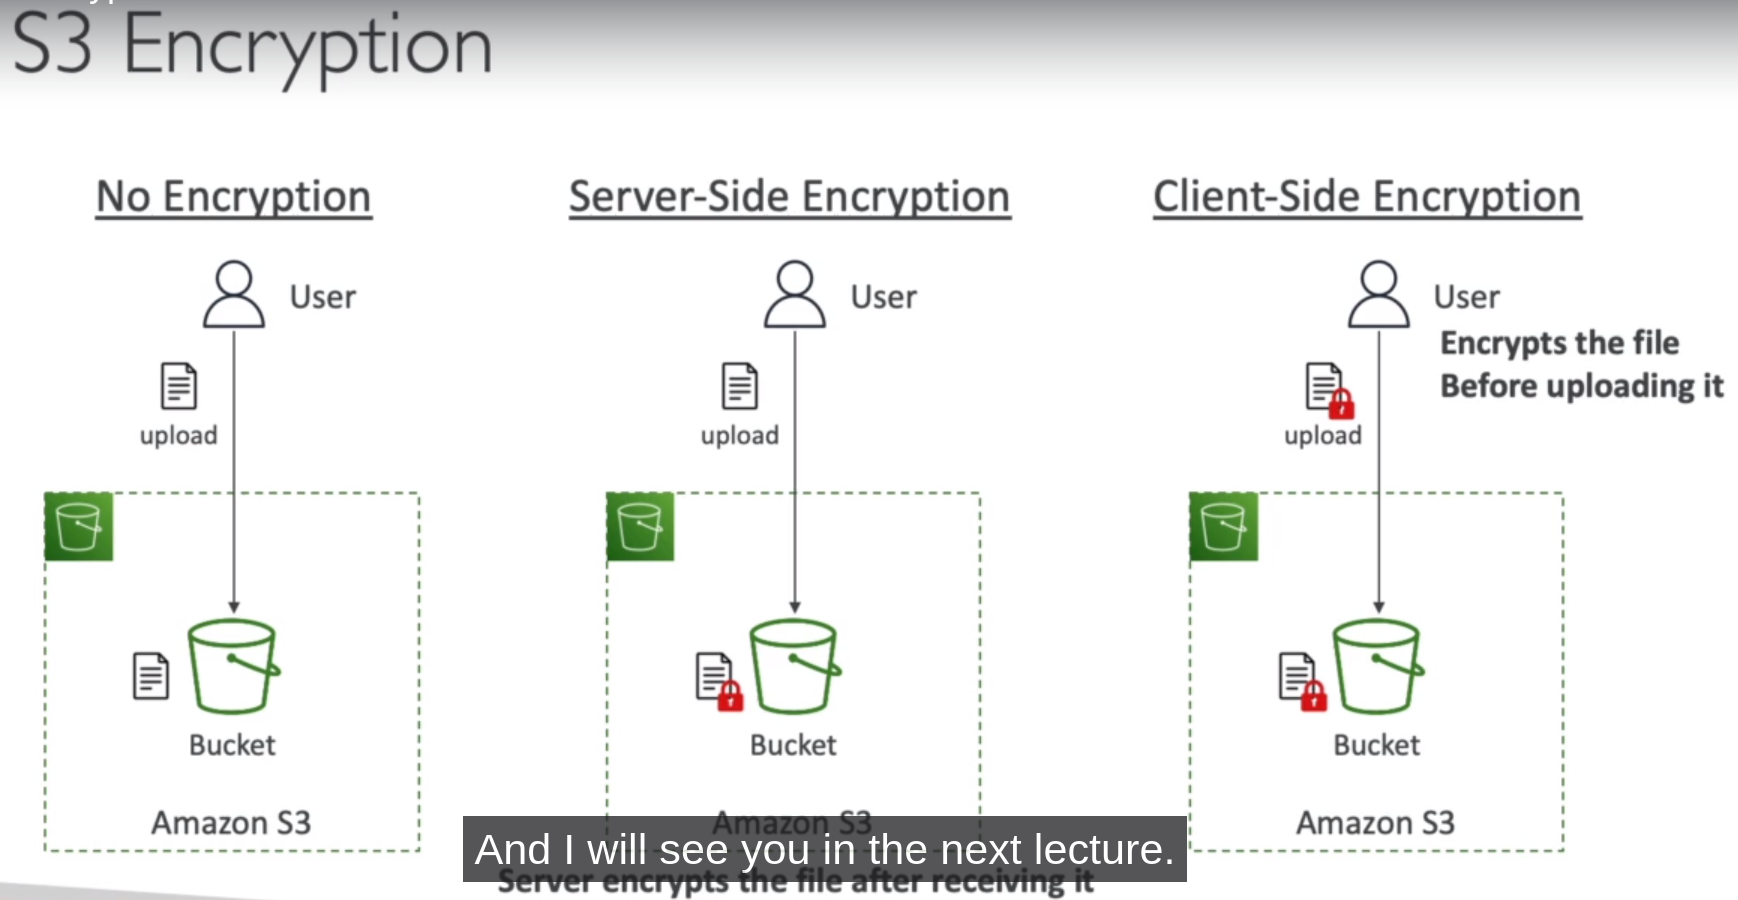 S3 Encryption
No Encryption
User
upload
Bucket
Amazon S3
Server-Side Encryption
User
upload
Bucket
Amazon S3
Server encrypts the file after receiving it
Client-Side Encryption
User
Encrypts the file
Before uploading it
upload
Bucket
Amazon S3
And I will see you in the next lecture.